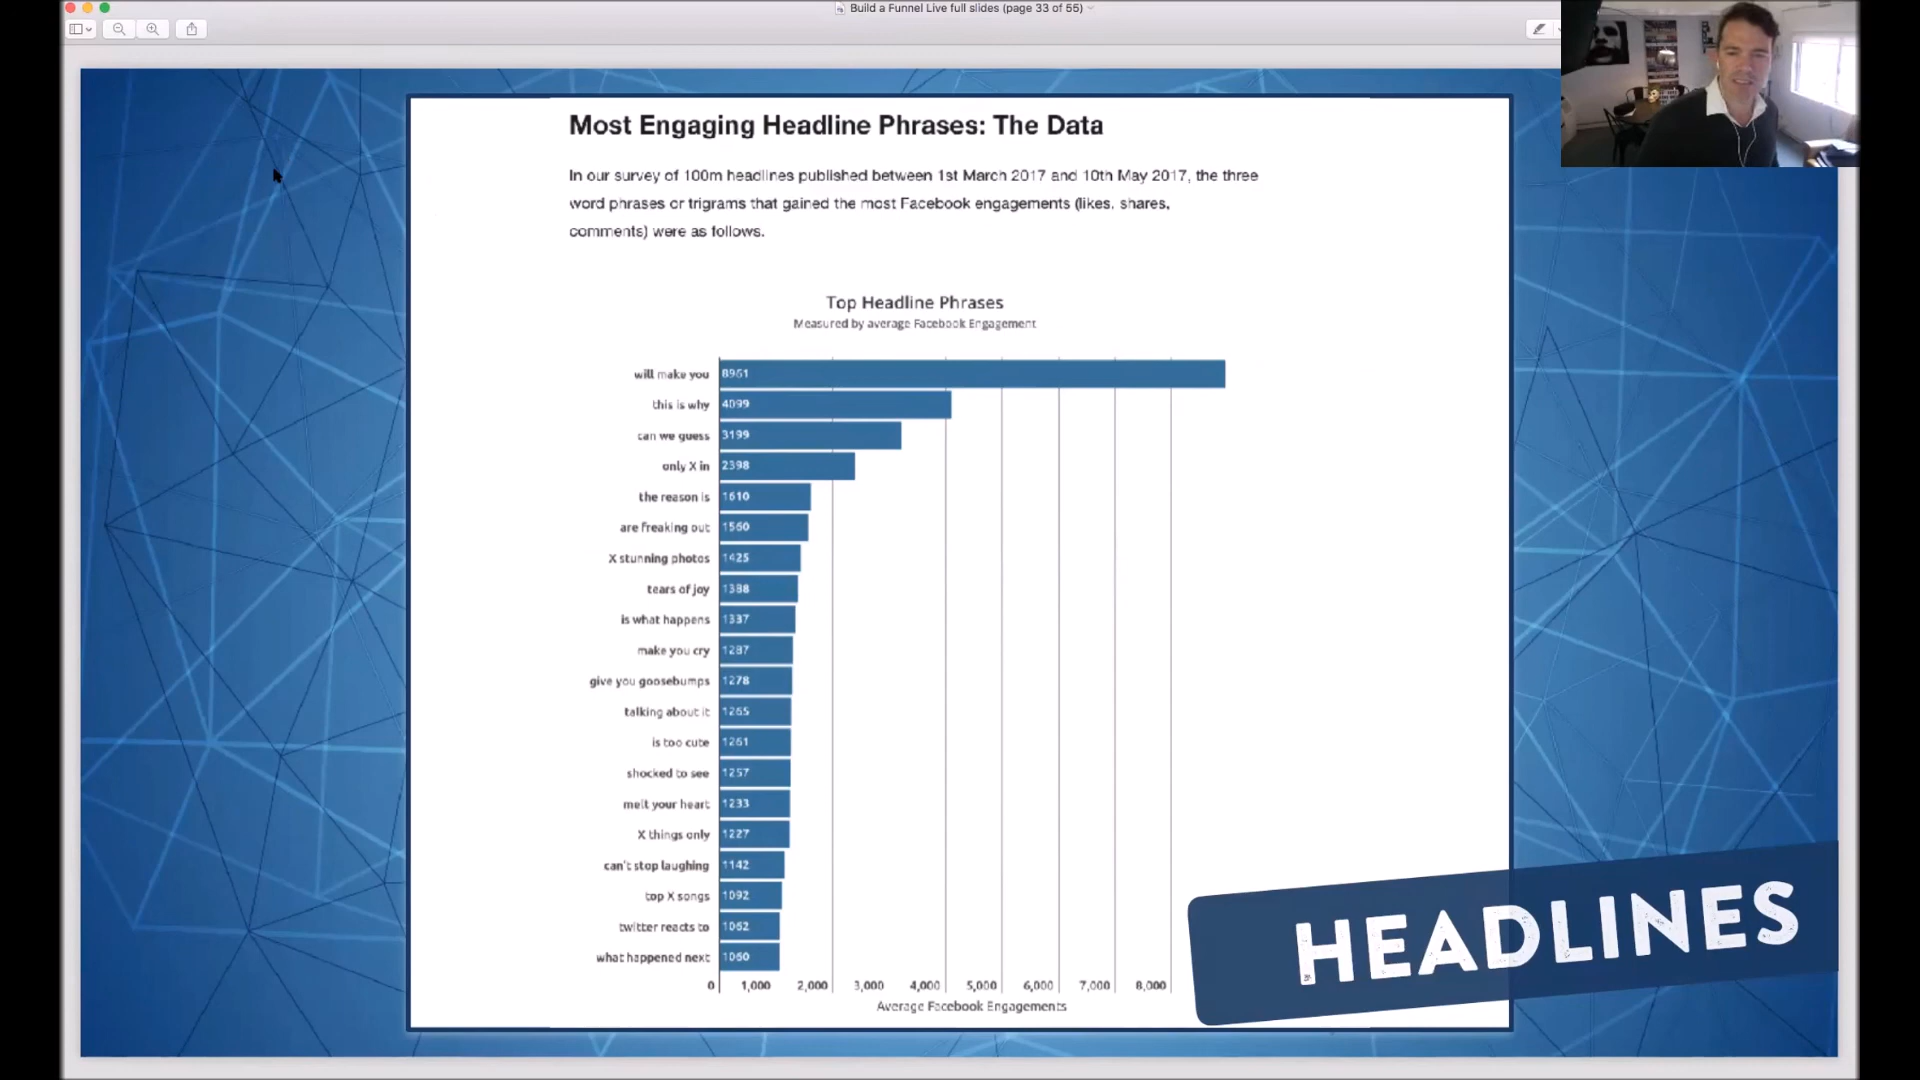 Build a Funnel Live full slides (page 33 of 55)
Most Engaging Headline Phrases: The Data
In our survey of 100m headlines published between 1st March 2017 and 10th May 2017, the three
word phrases or trigrams that gained the most Facebook engagements (likes, shares,
comments) were as follows.
Top Headline Phrases
Measured by average Facebook Engagement
will make you 8961
this is why 4099
can we guess 3199
only X in 2398
the reason is 1610
are freaking out 1560
X stunning photos 1425
tears of joy 1388
is what happens 1337
make you cry 1287
give you goosebumps 1278
talking about it 1265
is too cute 1261
shocked to see 1257
melt your heart 1233
X things only 1227
can't stop laughing 1142
top X songs 1092
twitter reacts to 1062
what happened next 1060
0 1,000 2,000 3,000 4,000 5,000 6,000 7,000 8,000
Average Facebook Engagements
HEADLINES